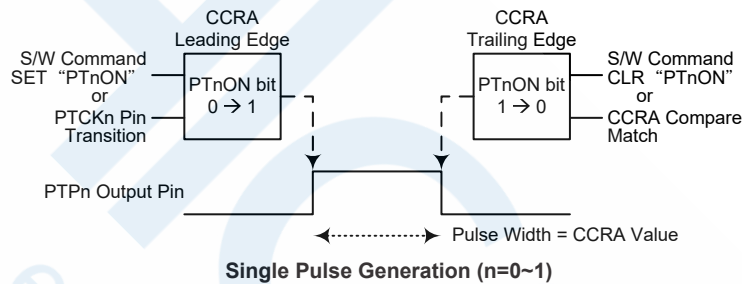 CCRA
Leading Edge
CCRA
Trailing Edge
S/W Command
SET “PTnON”
or
PTCKn Pin
Transition
PTnON bit
0 → 1
PTnON bit
1 → 0
S/W Command
CLR “PTnON”
or
CCRA Compare
Match
PTPn Output Pin
Pulse Width = CCRA Value
Single Pulse Generation (n=0~1)